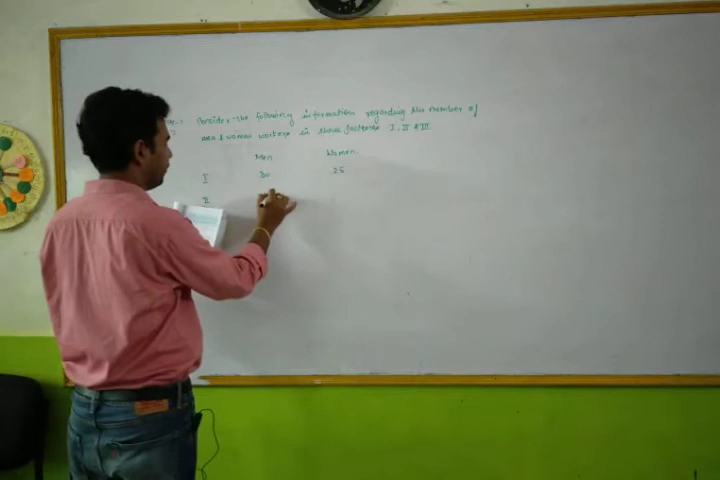 Consider the following information regarding the number of
men & women workers in three factories I, II & III
Men Women
I 30 25
II